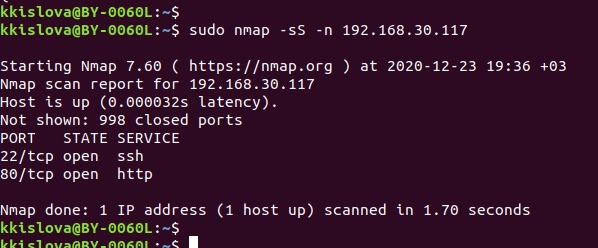 kkislova@BY-0060L:~$
kkislova@BY-0060L:~$ sudo nmap -sS -n 192.168.30.117
Starting Nmap 7.60 ( https://nmap.org ) at 2020-12-23 19:36 +03
Nmap scan report for 192.168.30.117
Host is up (0.000032s latency).
Not shown: 998 closed ports
PORT   STATE SERVICE
22/tcp open  ssh
80/tcp open  http
Nmap done: 1 IP address (1 host up) scanned in 1.70 seconds
kkislova@BY-0060L:~$
kkislova@BY-0060L:~$